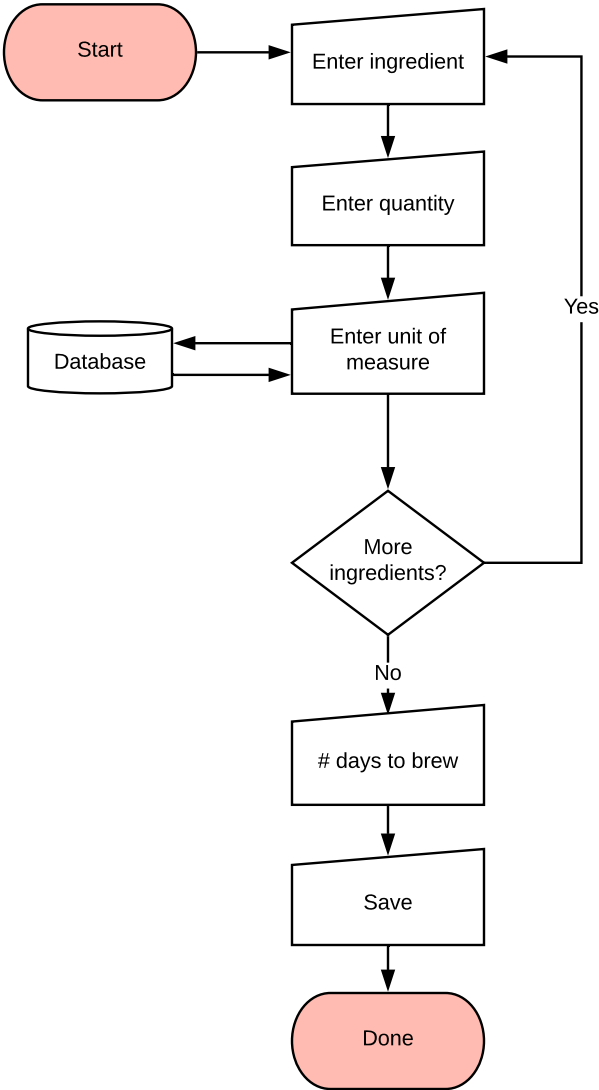 Start
Enter ingredient
Enter quantity
Yes
Enter unit of
measure
Database
More
ingredients?
No
# days to brew
Save
Done